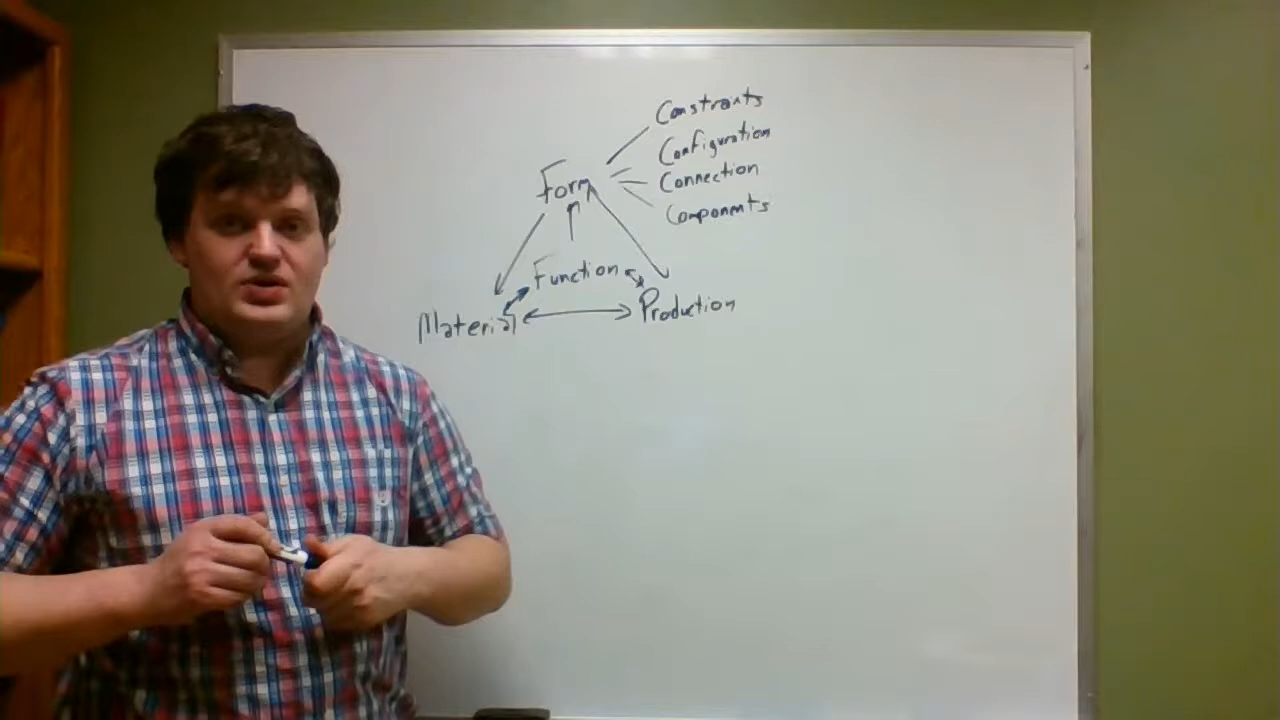 Constraints
Configuration
Connection
Components
Form
Function
Material
Production